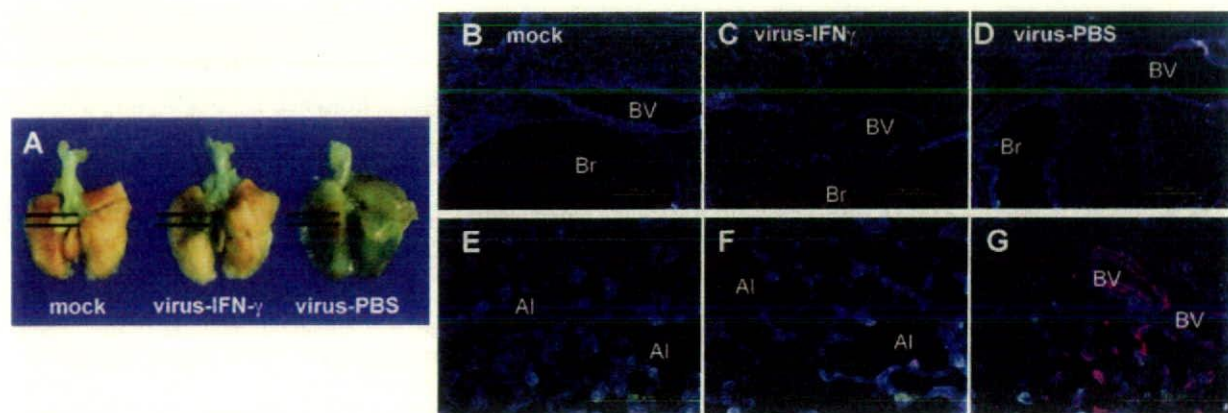 A
mock
virus-IFN-γ
virus-PBS
B mock
BV
Br
C virus-IFNγ
BV
Br
D virus-PBS
BV
Br
E
Al
Al
F
Al
Al
G
BV
BV